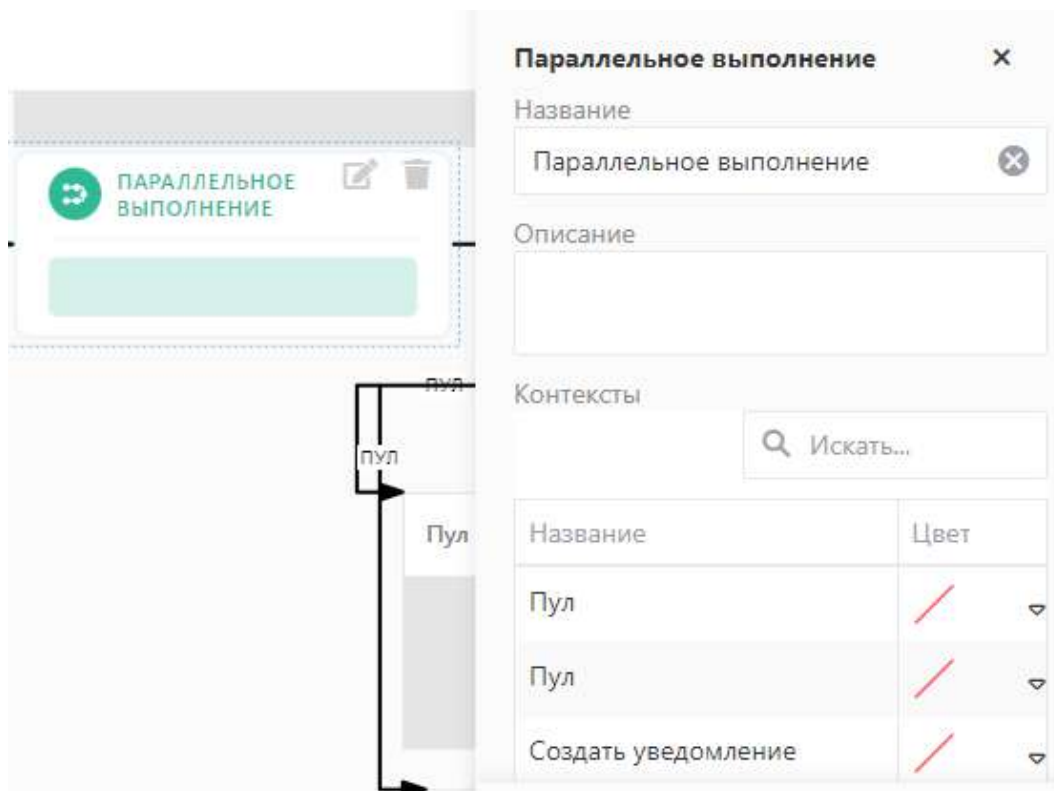 Параллельное выполнение
Название
Параллельное выполнение
ПАРАЛЛЕЛЬНОЕ
ВЫПОЛНЕНИЕ
Описание
ПУЛ
Контексты
Искать...
ПУЛ
Пул
Название Цвет
Пул
Пул
Создать уведомление